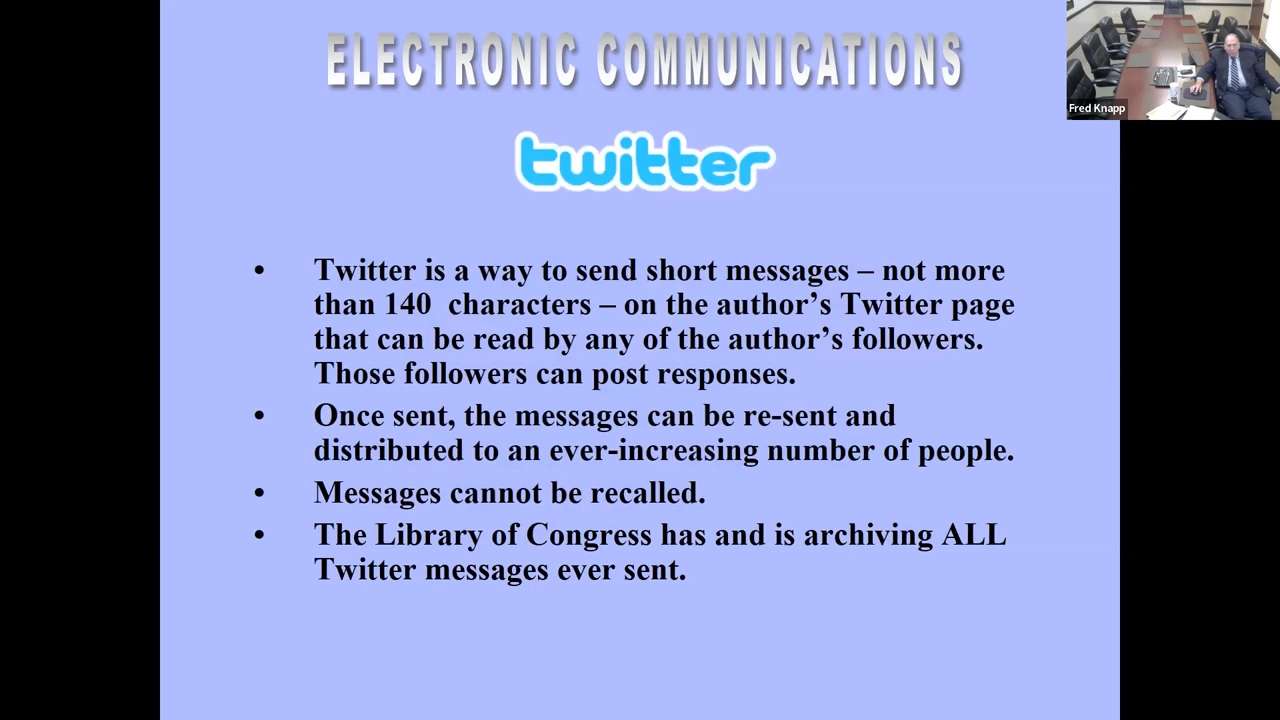 ELECTRONIC COMMUNICATIONS
Fred Knapp
twitter
• Twitter is a way to send short messages – not more
than 140 characters – on the author’s Twitter page
that can be read by any of the author’s followers.
Those followers can post responses.
• Once sent, the messages can be re-sent and
distributed to an ever-increasing number of people.
• Messages cannot be recalled.
• The Library of Congress has and is archiving ALL
Twitter messages ever sent.